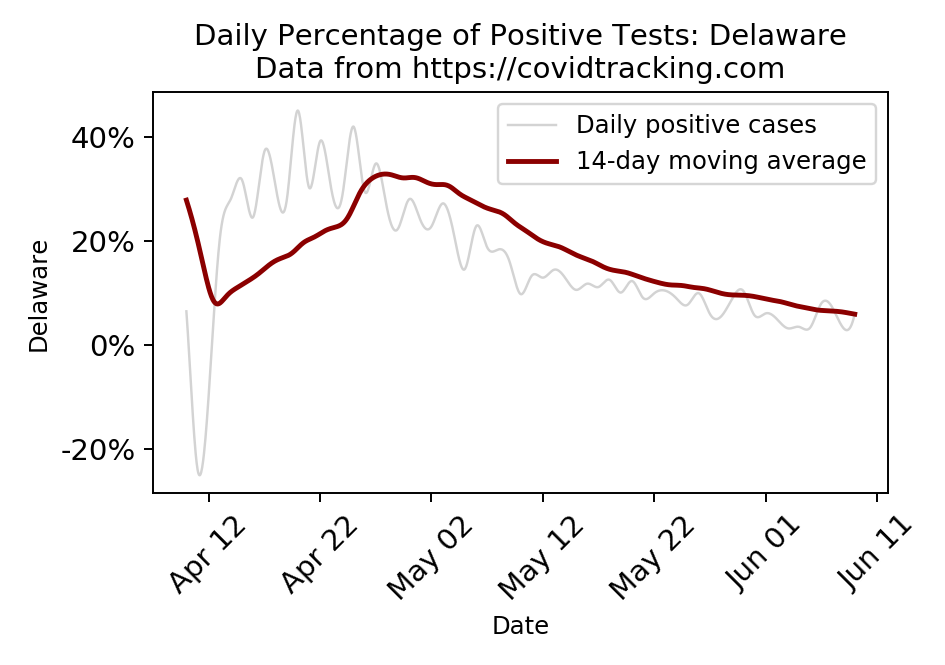 Daily Percentage of Positive Tests: Delaware
Data from https://covidtracking.com
Daily positive cases
14-day moving average
40%
20%
0%
-20%
Delaware
Apr 12
Apr 22
May 02
May 12
May 22
Jun 01
Jun 11
Date